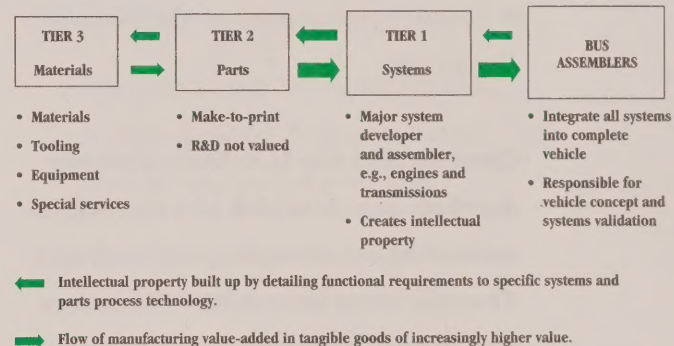 TIER 3
Materials
TIER 2
Parts
TIER 1
Systems
BUS
ASSEMBLERS
• Materials
• Tooling
• Equipment
• Special services
• Make-to-print
• R&D not valued
• Major system
developer
and assembler,
e.g., engines and
transmissions
• Creates intellectual
property
• Integrate all systems
into complete
vehicle
• Responsible for
vehicle concept and
systems validation
Intellectual property built up by detailing functional requirements to specific systems and
parts process technology.
Flow of manufacturing value-added in tangible goods of increasingly higher value.